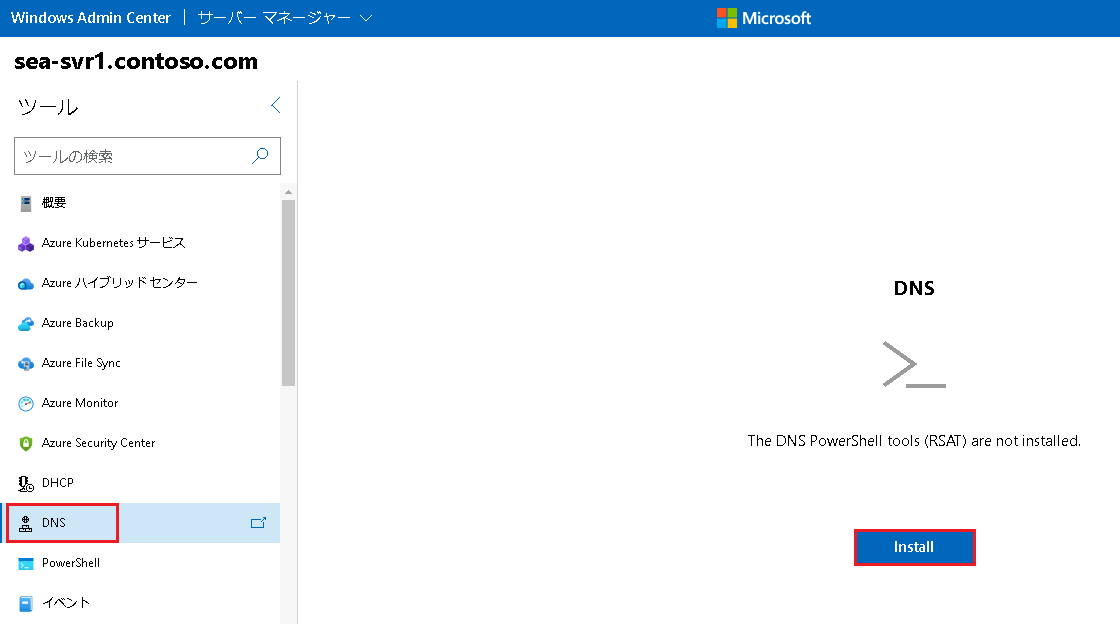 Windows Admin Center | サーバー マネージャー
Microsoft
sea-svr1.contoso.com
ツール
ツールの検索
概要
Azure Kubernetes サービス
Azure ハイブリッド センター
Azure Backup
Azure File Sync
Azure Monitor
Azure Security Center
DHCP
DNS
PowerShell
イベント
DNS
The DNS PowerShell tools (RSAT) are not installed.
Install